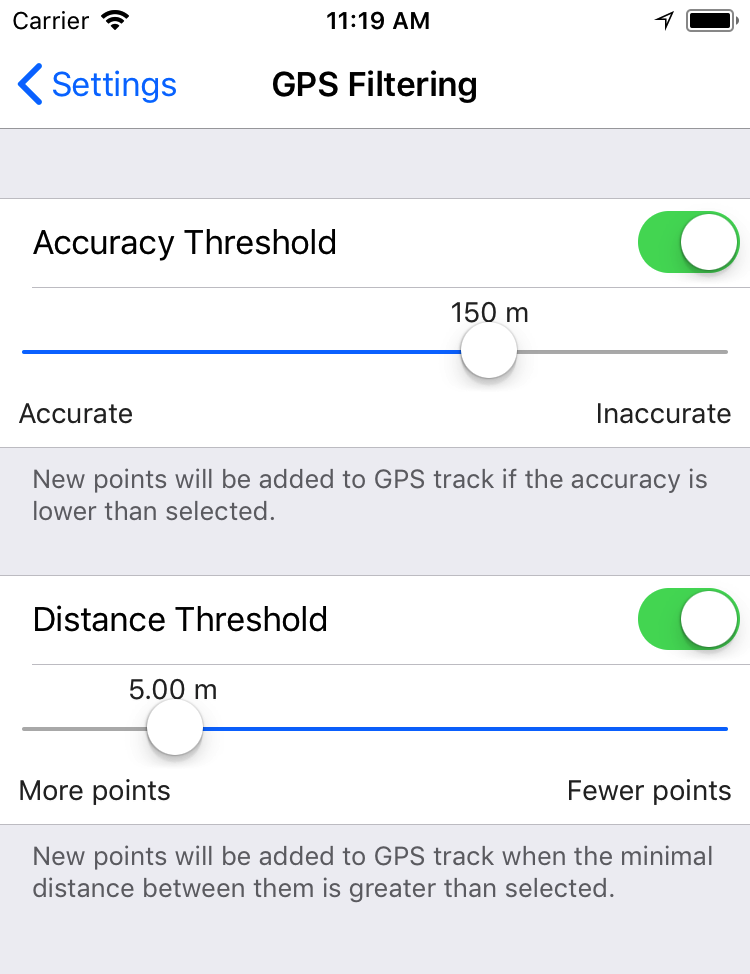 Carrier 11:19 AM
Settings GPS Filtering
Accuracy Threshold
150 m
Accurate Inaccurate
New points will be added to GPS track if the accuracy is
lower than selected.
Distance Threshold
5.00 m
More points Fewer points
New points will be added to GPS track when the minimal
distance between them is greater than selected.